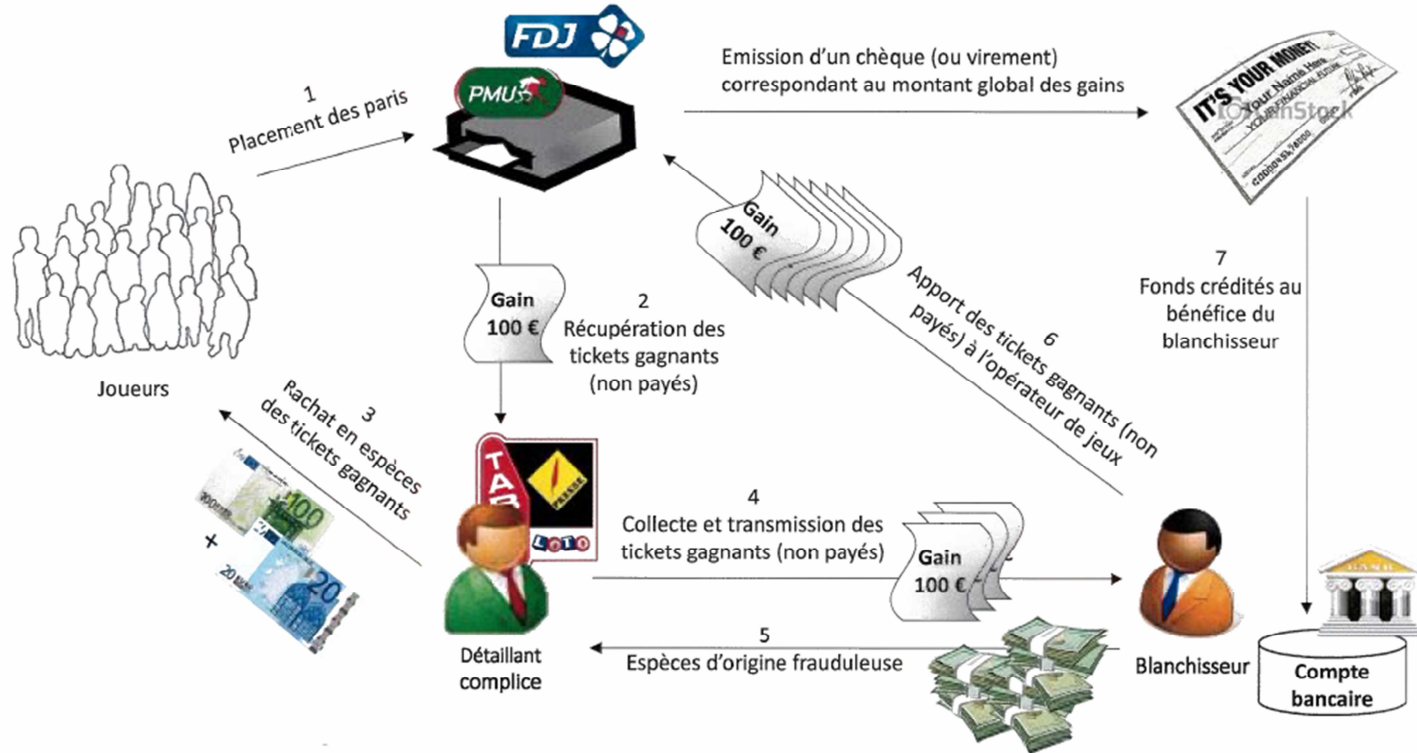 FDJ
PMU
Emission d'un chèque (ou virement)
correspondant au montant global des gains
IT'S YOUR MONEY!
Your Name Here
YOUR FINANCIAL FUTURE
1
Placement des paris
Gain
100 €
Gain
100 €
2
Récupération des
tickets gagnants
(non payés)
6
Apport des tickets gagnants (non
payés) à l'opérateur de jeux
7
Fonds crédités au
bénéfice du
blanchisseur
Joueurs
3
Rachat en espèces
des tickets gagnants
100
+
20
TAB
PRESSE
LOTO
4
Collecte et transmission des
tickets gagnants (non payés)
Gain
100 €
5
Espèces d'origine frauduleuse
Détaillant
complice
Blanchisseur
BANK
Compte
bancaire